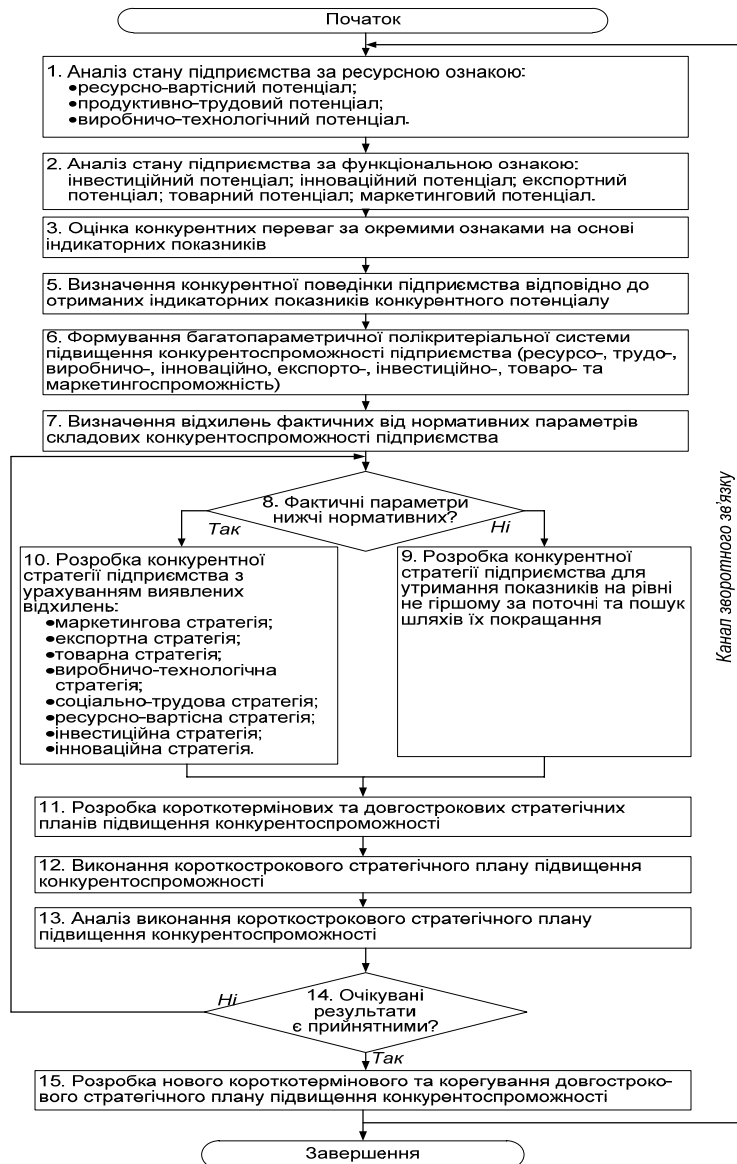 Початок
1. Аналіз стану підприємства за ресурсною ознакою:
●ресурсно-вартісний потенціал;
●продуктивно-трудовий потенціал;
●виробничо-технологічний потенціал.
2. Аналіз стану підприємства за функціональною ознакою:
інвестиційний потенціал; інноваційний потенціал; експортний
потенціал; товарний потенціал; маркетинговий потенціал.
3. Оцінка конкурентних переваг за окремими ознаками на основі
індикаторних показників
5. Визначення конкурентної поведінки підприємства відповідно до
отриманих індикаторних показників конкурентного потенціалу
6. Формування багатопараметричної полікритеріальної системи
підвищення конкурентоспроможності підприємства (ресурсо-, трудо-,
виробничо-, інноваційно, експорто-, інвестиційно-, товаро- та
маркетингоспроможність)
7. Визначення відхилень фактичних від нормативних параметрів
складових конкурентоспроможності підприємства
8. Фактичні параметри
нижчі нормативних?
Так
Ні
10. Розробка конкурентної
стратегії підприємства з
урахуванням виявлених
відхилень:
●маркетингова стратегія;
●експортна стратегія;
●товарна стратегія;
●виробничо-технологічна
стратегія;
●соціально-трудова стратегія;
●ресурсно-вартісна стратегія;
●інвестиційна стратегія;
●інноваційна стратегія.
9. Розробка конкурентної
стратегії підприємства для
утримання показників на рівні
не гіршому за поточні та пошук
шляхів їх покращання
Канал зворотного зв'язку
11. Розробка короткотермінових та довгострокових стратегічних
планів підвищення конкурентоспроможності
12. Виконання короткострокового стратегічного плану підвищення
конкурентоспроможності
13. Аналіз виконання короткострокового стратегічного плану
підвищення конкурентоспроможності
14. Очікувані
результати
є прийнятними?
Ні
Так
15. Розробка нового короткотермінового та корегування довгостроко-
вого стратегічного плану підвищення конкурентоспроможності
Завершення